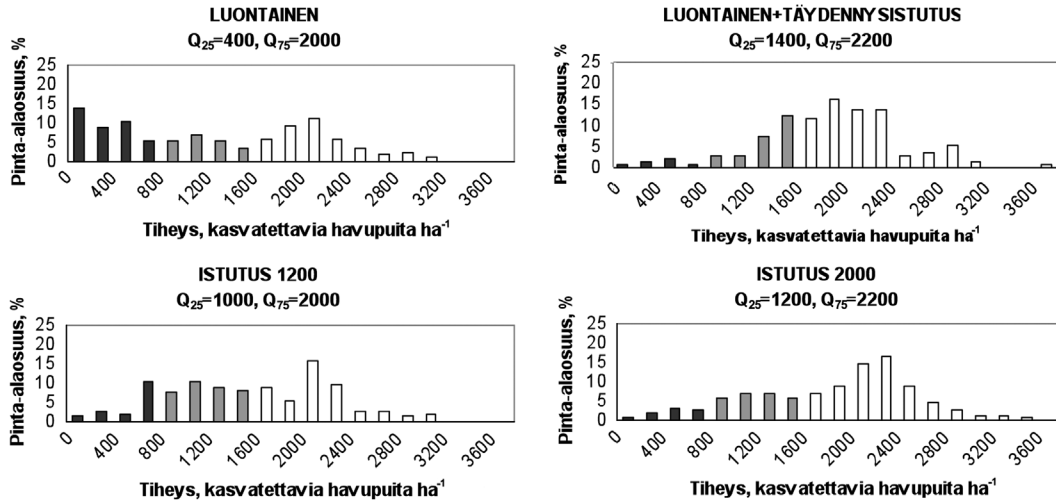 LUONTAINEN
Q₂₅=400, Q₇₅=2000
Pinta-alaosuus, %
25
20
15
10
5
0
0 400 800 1200 1600 2000 2400 2800 3200 3600
Tiheys, kasvatettavia havupuita ha⁻¹
LUONTAINEN+TÄYDENNYSISTUTUS
Q₂₅=1400, Q₇₅=2200
Pinta-alaosuus, %
25
20
15
10
5
0
0 400 800 1200 1600 2000 2400 2800 3200 3600
Tiheys, kasvatettavia havupuita ha⁻¹
ISTUTUS 1200
Q₂₅=1000, Q₇₅=2000
Pinta-alaosuus, %
25
20
15
10
5
0
0 400 800 1200 1600 2000 2400 2800 3200 3600
Tiheys, kasvatettavia havupuita ha⁻¹
ISTUTUS 2000
Q₂₅=1200, Q₇₅=2200
Pinta-alaosuus, %
25
20
15
10
5
0
0 400 800 1200 1600 2000 2400 2800 3200 3600
Tiheys, kasvatettavia havupuita ha⁻¹